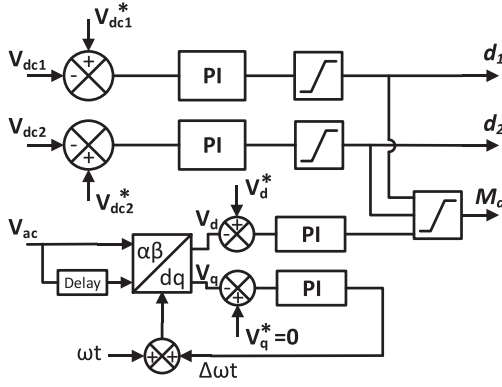 V*dc1
Vdc1
PI
d1
Vdc2
PI
d2
V*dc2
V*d
Md
Vac
αβ
dq
Vd
PI
Delay
Vq
PI
V*q=0
ωt
Δωt